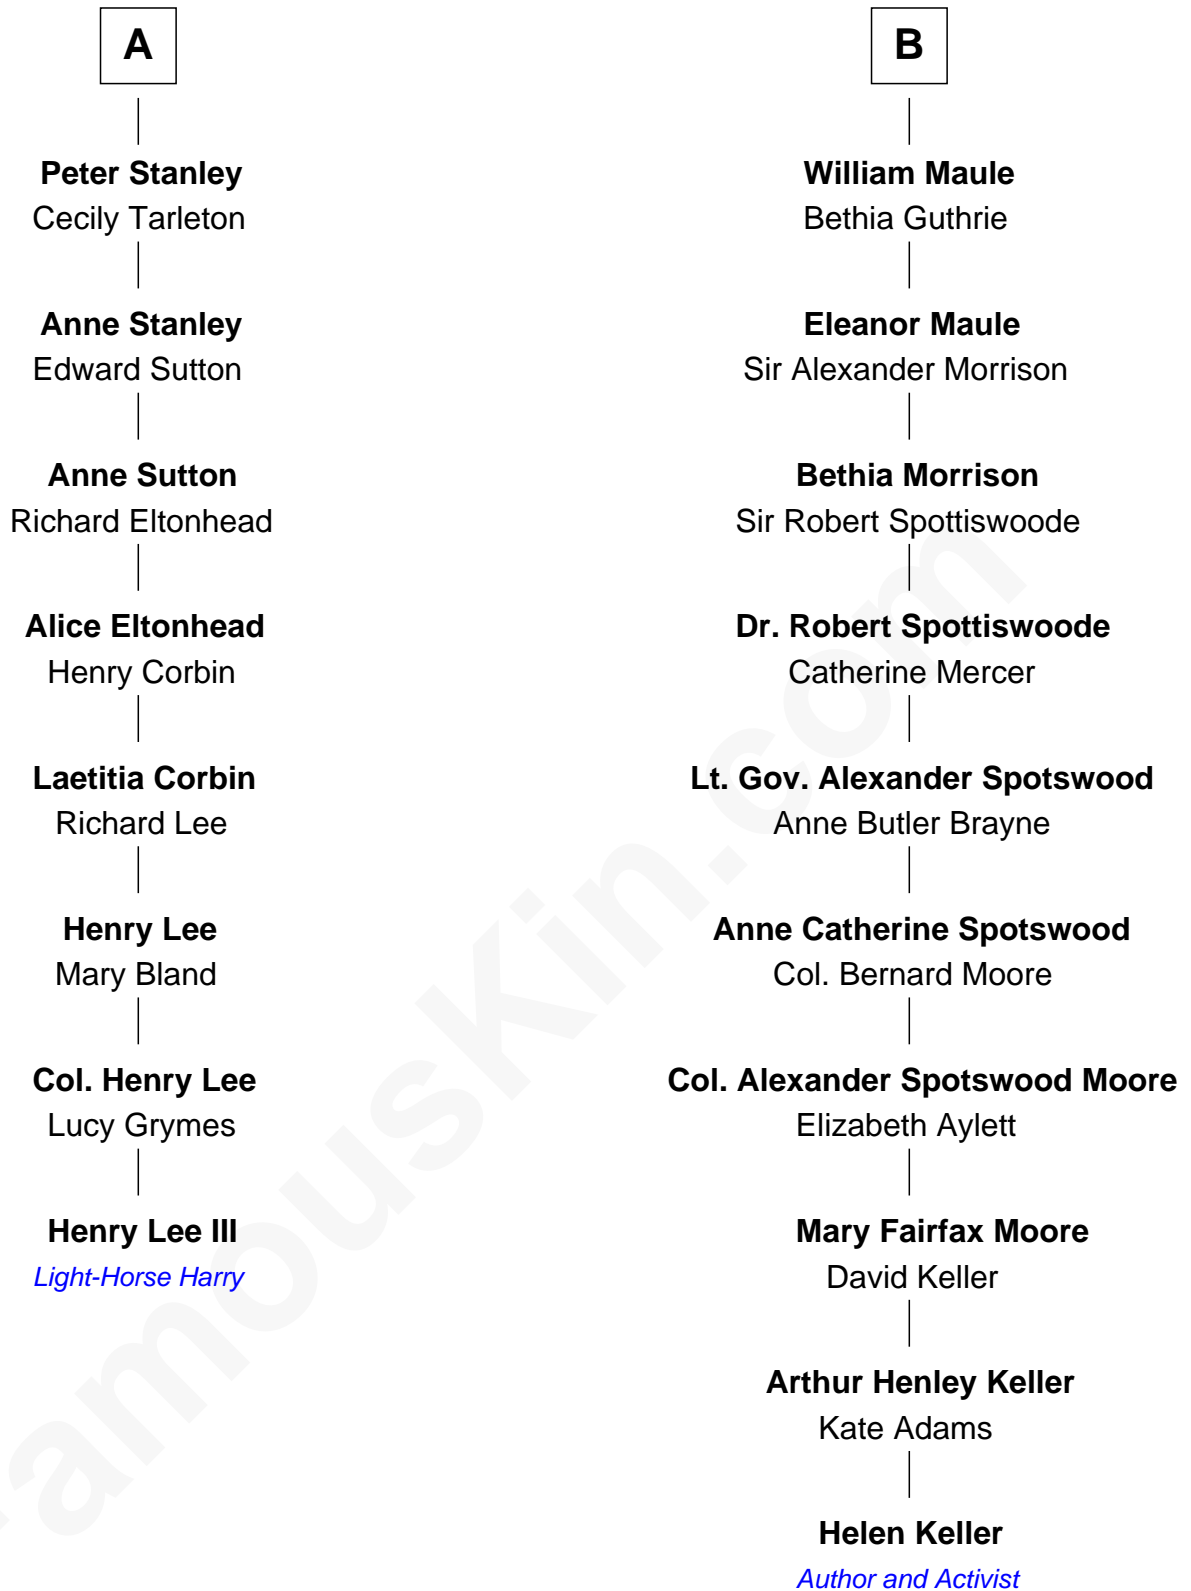 A
Peter Stanley
Cecily Tarleton
Anne Stanley
Edward Sutton
Anne Sutton
Richard Eltonhead
Alice Eltonhead
Henry Corbin
Laetitia Corbin
Richard Lee
Henry Lee
Mary Bland
Col. Henry Lee
Lucy Grymes
Henry Lee III
Light-Horse Harry
B
William Maule
Bethia Guthrie
Eleanor Maule
Sir Alexander Morrison
Bethia Morrison
Sir Robert Spottiswoode
Dr. Robert Spottiswoode
Catherine Mercer
Lt. Gov. Alexander Spotswood
Anne Butler Brayne
Anne Catherine Spotswood
Col. Bernard Moore
Col. Alexander Spotswood Moore
Elizabeth Aylett
Mary Fairfax Moore
David Keller
Arthur Henley Keller
Kate Adams
Helen Keller
Author and Activist
amousKin.com